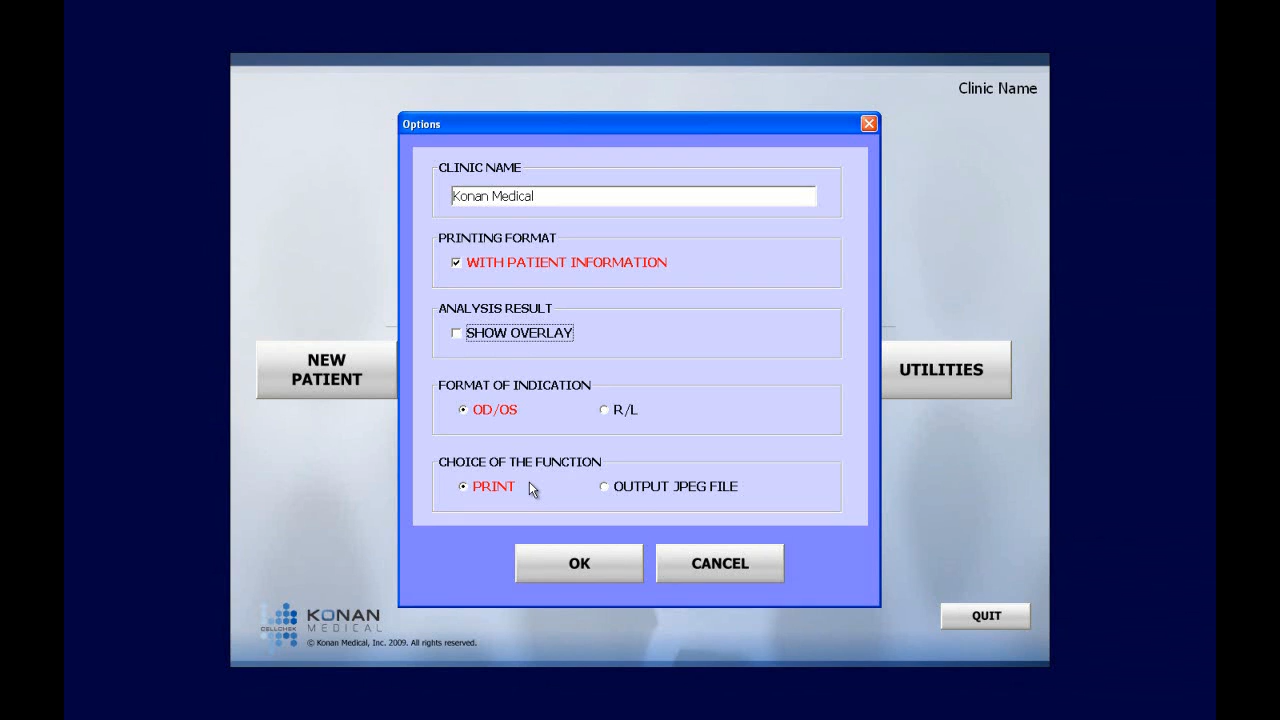 Clinic Name
Options
CLINIC NAME
Konan Medical
PRINTING FORMAT
WITH PATIENT INFORMATION
ANALYSIS RESULT
SHOW OVERLAY
NEW
PATIENT
UTILITIES
FORMAT OF INDICATION
OD/OS
R/L
CHOICE OF THE FUNCTION
PRINT
OUTPUT JPEG FILE
OK
CANCEL
CELLCHEK
KONAN
MEDICAL
QUIT
© Konan Medical, Inc. 2009. All rights reserved.